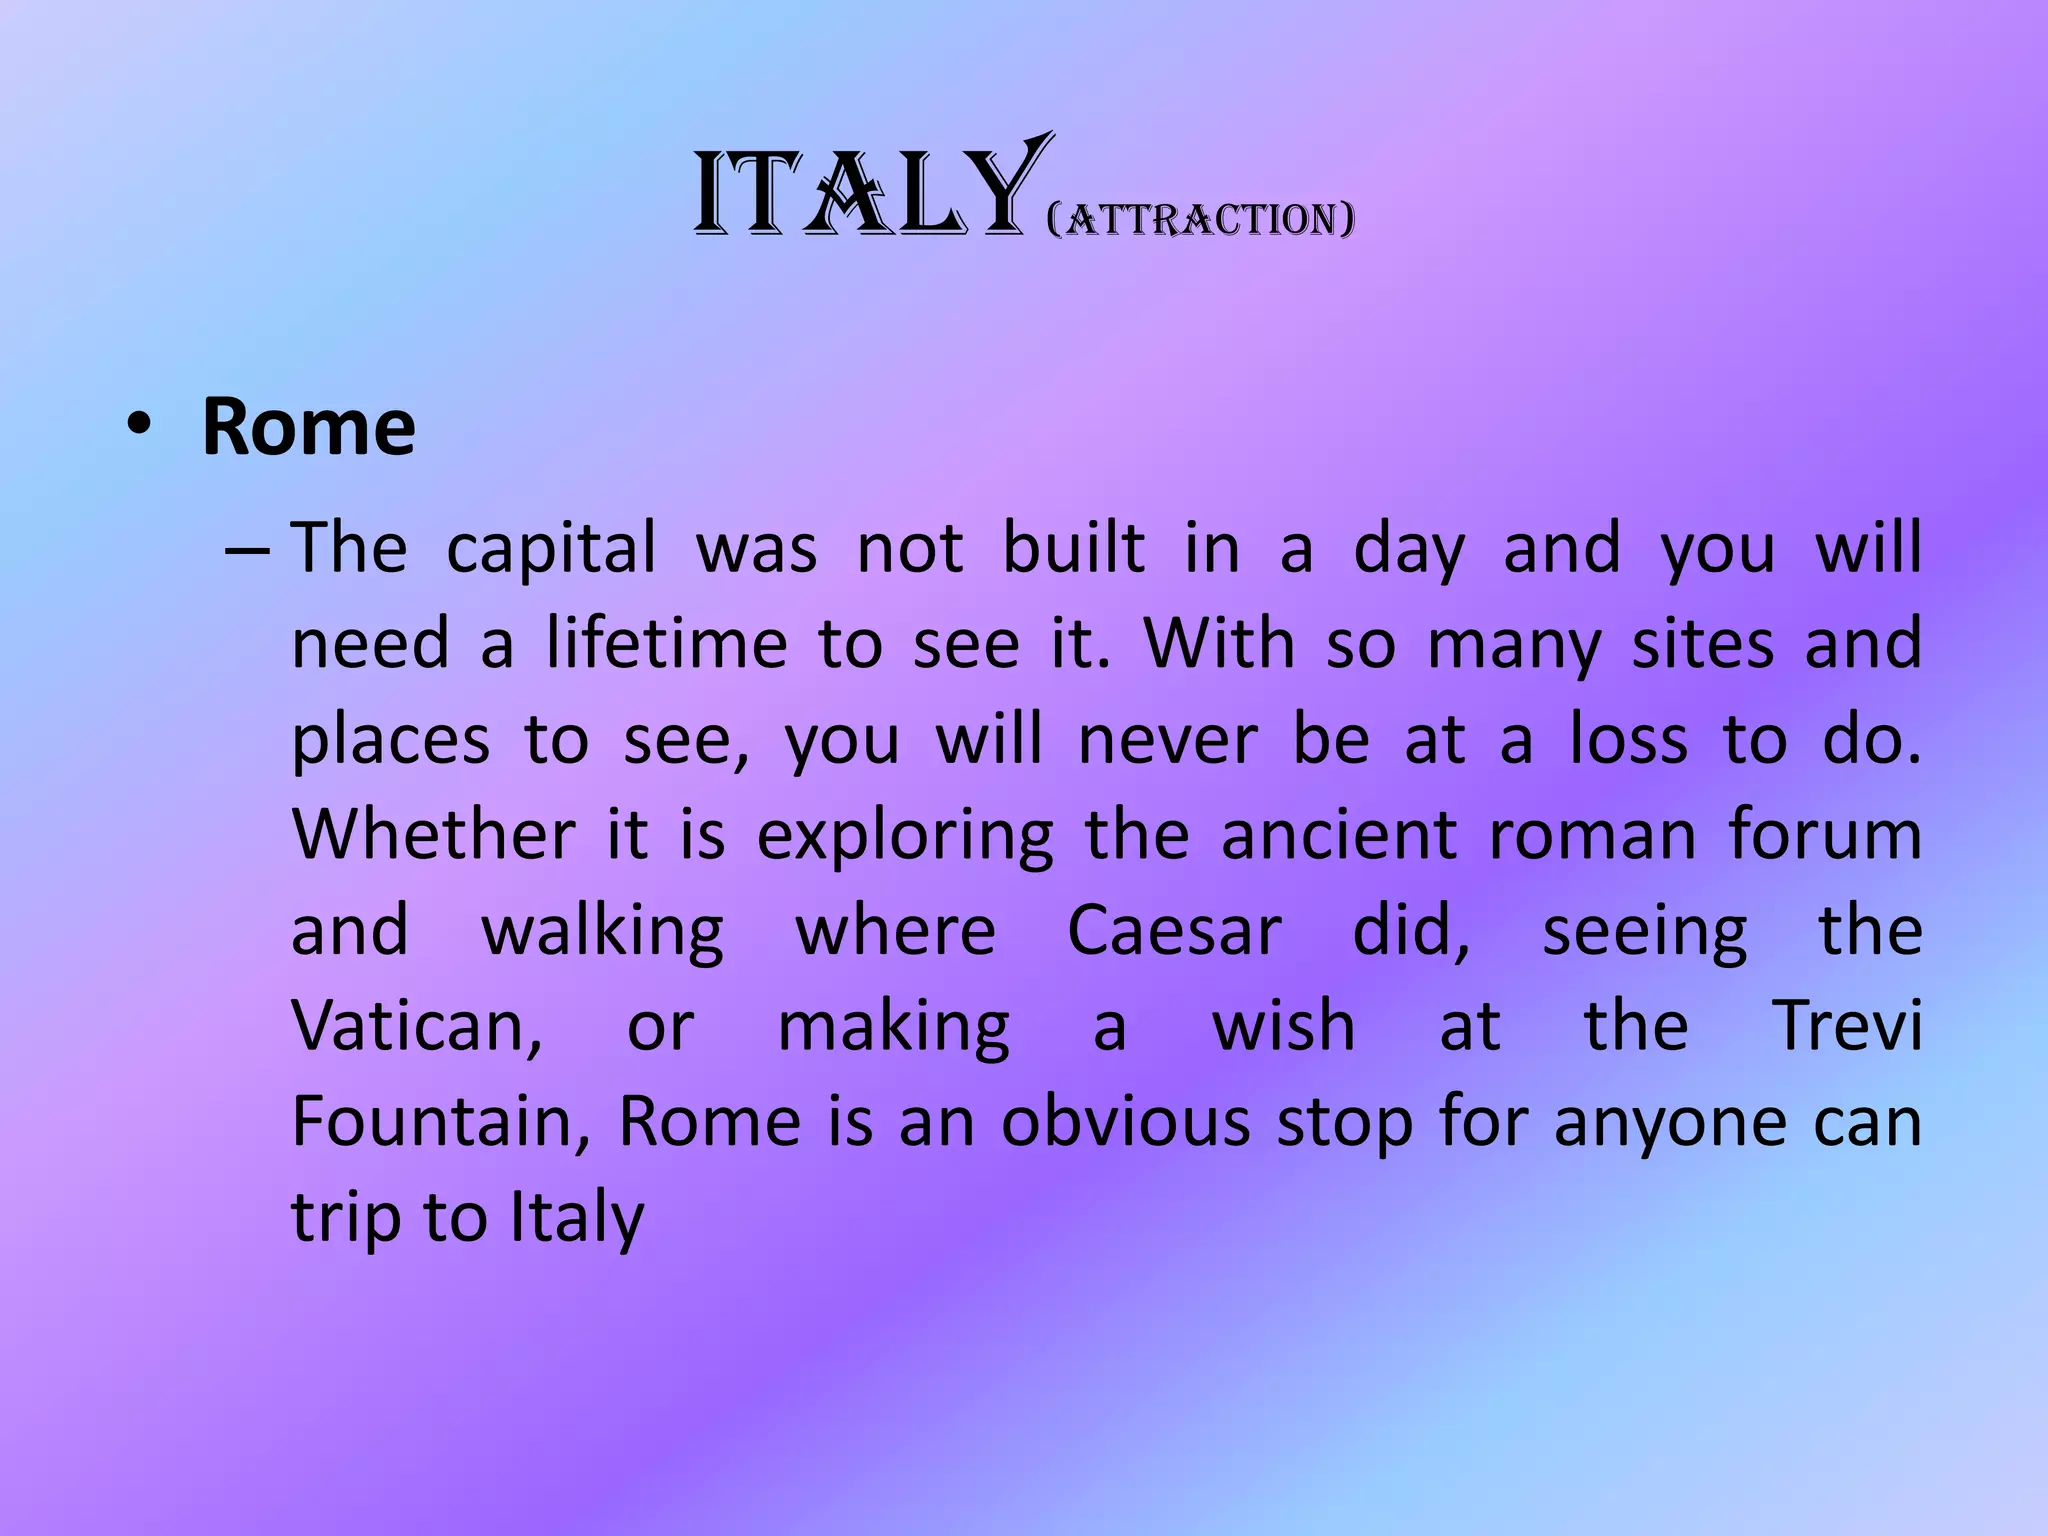 ITALY(ATTRACTION)
• Rome
– The capital was not built in a day and you will
need a lifetime to see it. With so many sites and
places to see, you will never be at a loss to do.
Whether it is exploring the ancient roman forum
and walking where Caesar did, seeing the
Vatican, or making a wish at the Trevi
Fountain, Rome is an obvious stop for anyone can
trip to Italy